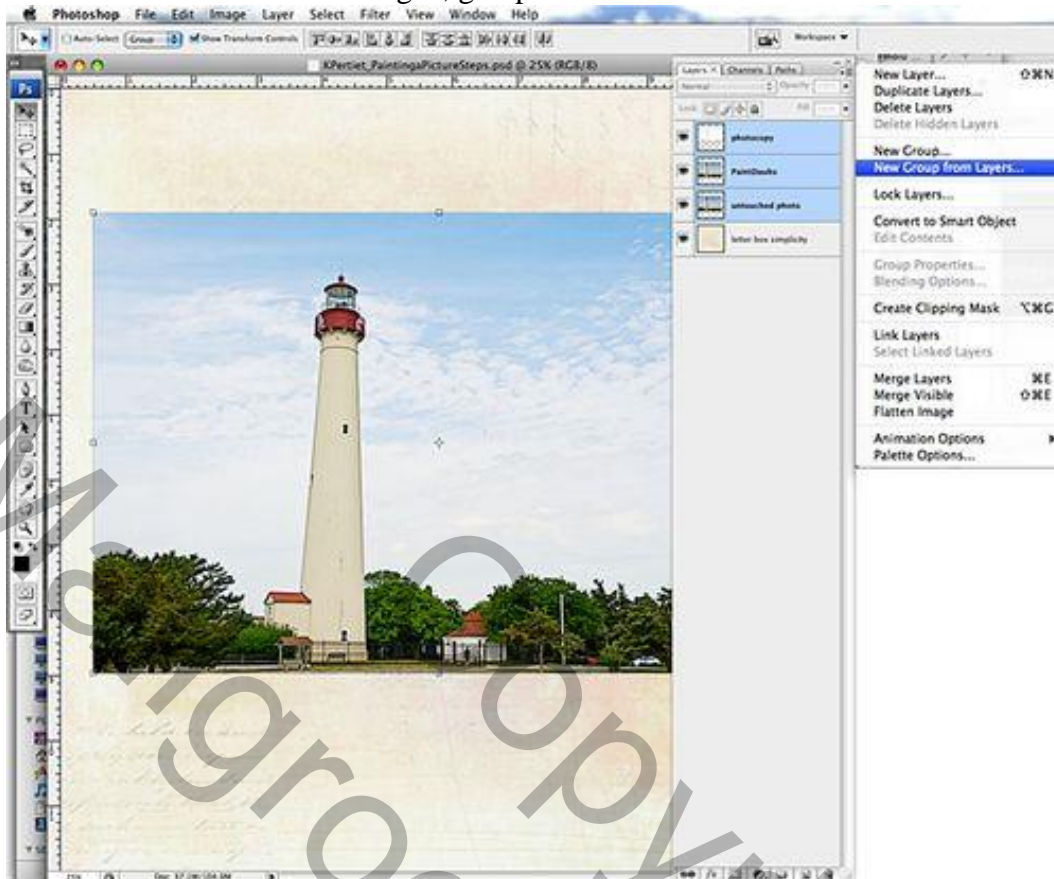 Photoshop File Edit Image Layer Select Filter View Window Help
Auto-Select Group Show Transform Controls Workspace
KPertiet_PaintingaPictureSteps.psd @ 25% (RGB/8)
Layers Channels Paths
Normal Opacity
Lock: Fill
photocopy
PaintDaubs
untouched photo
letter box simplicity
New Layer... ⇧⌘N
Duplicate Layers...
Delete Layers
Delete Hidden Layers
New Group...
New Group from Layers...
Lock Layers...
Convert to Smart Object
Edit Contents
Group Properties...
Blending Options...
Create Clipping Mask ⌥⌘G
Link Layers
Select Linked Layers
Merge Layers ⌘E
Merge Visible ⇧⌘E
Flatten Image
Animation Options
Palette Options...
Ps
25%